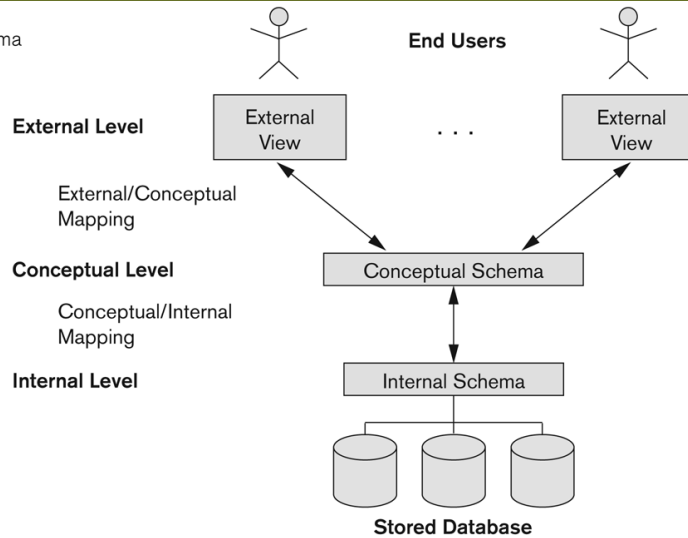 End Users
External Level
External
View
. . .
External
View
External/Conceptual
Mapping
Conceptual Level
Conceptual Schema
Conceptual/Internal
Mapping
Internal Level
Internal Schema
Stored Database